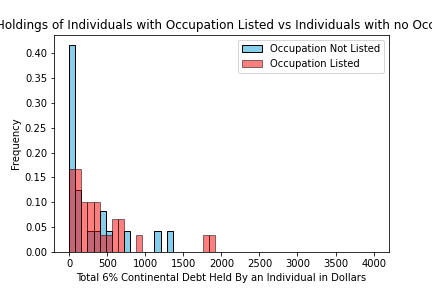 Holdings of Individuals with Occupation Listed vs Individuals with no Occ
Occupation Not Listed
Occupation Listed
Frequency
0.40
0.35
0.30
0.25
0.20
0.15
0.10
0.05
0.00
0 500 1000 1500 2000 2500 3000 3500 4000
Total 6% Continental Debt Held By an Individual in Dollars